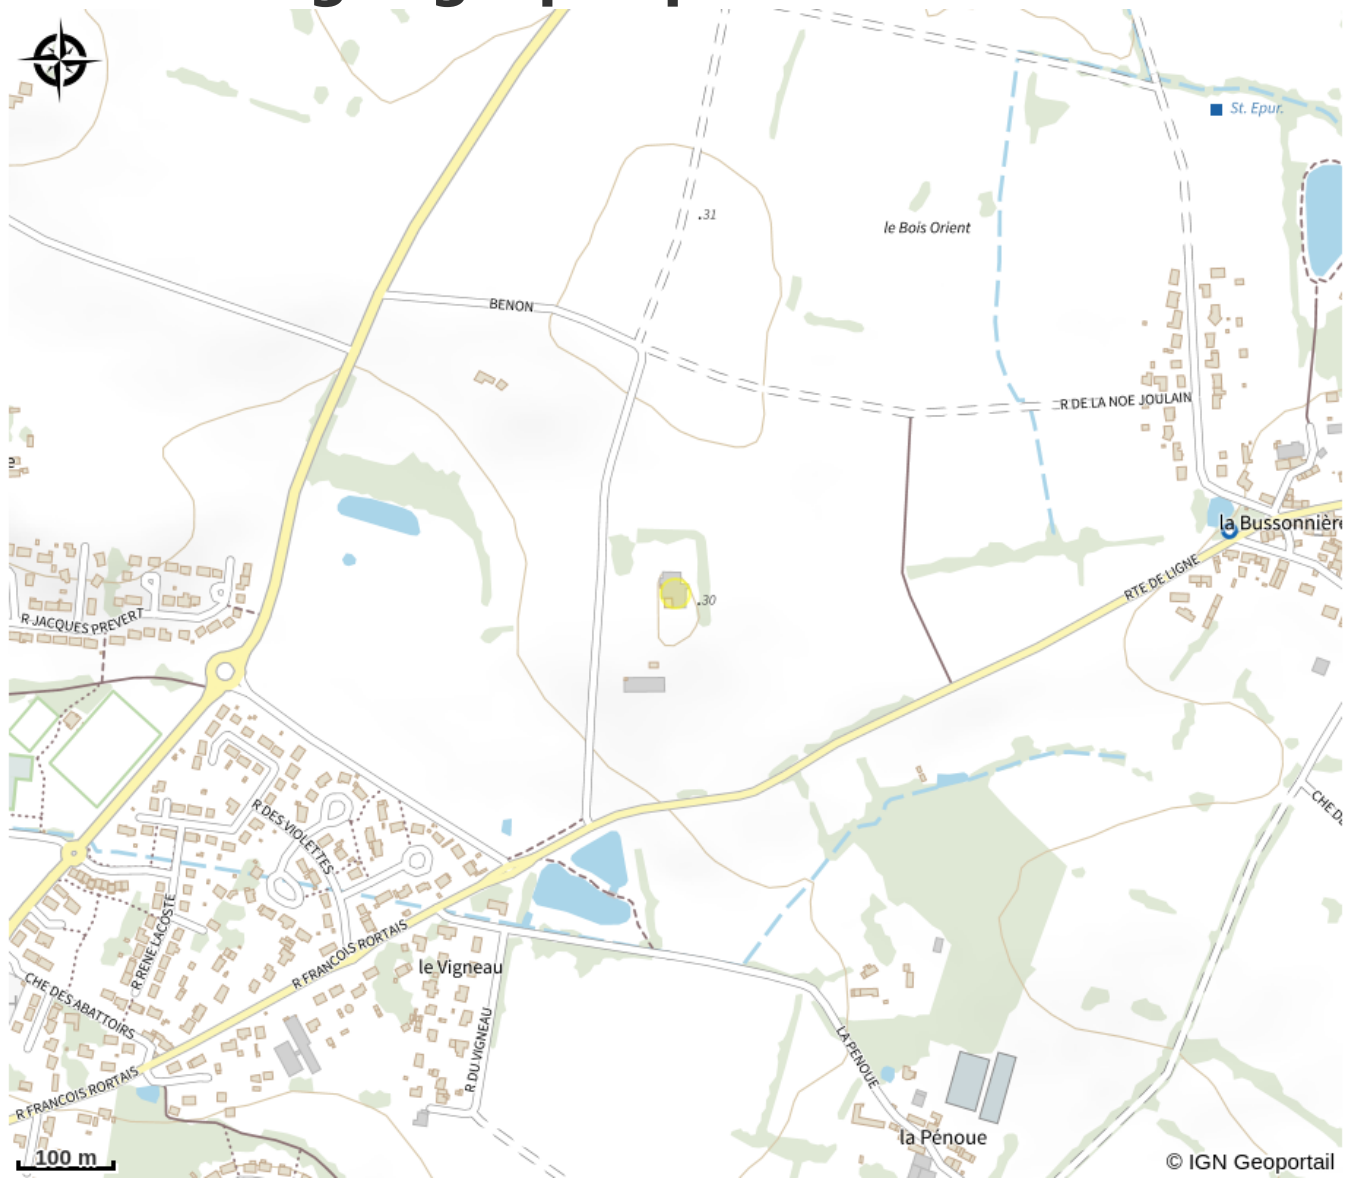 St. Epur.
.31
le Bois Orient
BENON
R DE LA NOE JOULAIN
la Bussonnière
RTE DE LIGNE
.30
R JACQUES PREVERT
CHE D
R DES VIOLETTES
R RENE LACOSTE
R FRANCOIS RORTAIS
le Vigneau
CHE DES ABATTOIRS
R DU VIGNEAU
LA PENOUE
R FRANCOIS RORTAIS
la Pénoue
100 m
© IGN Geoportail